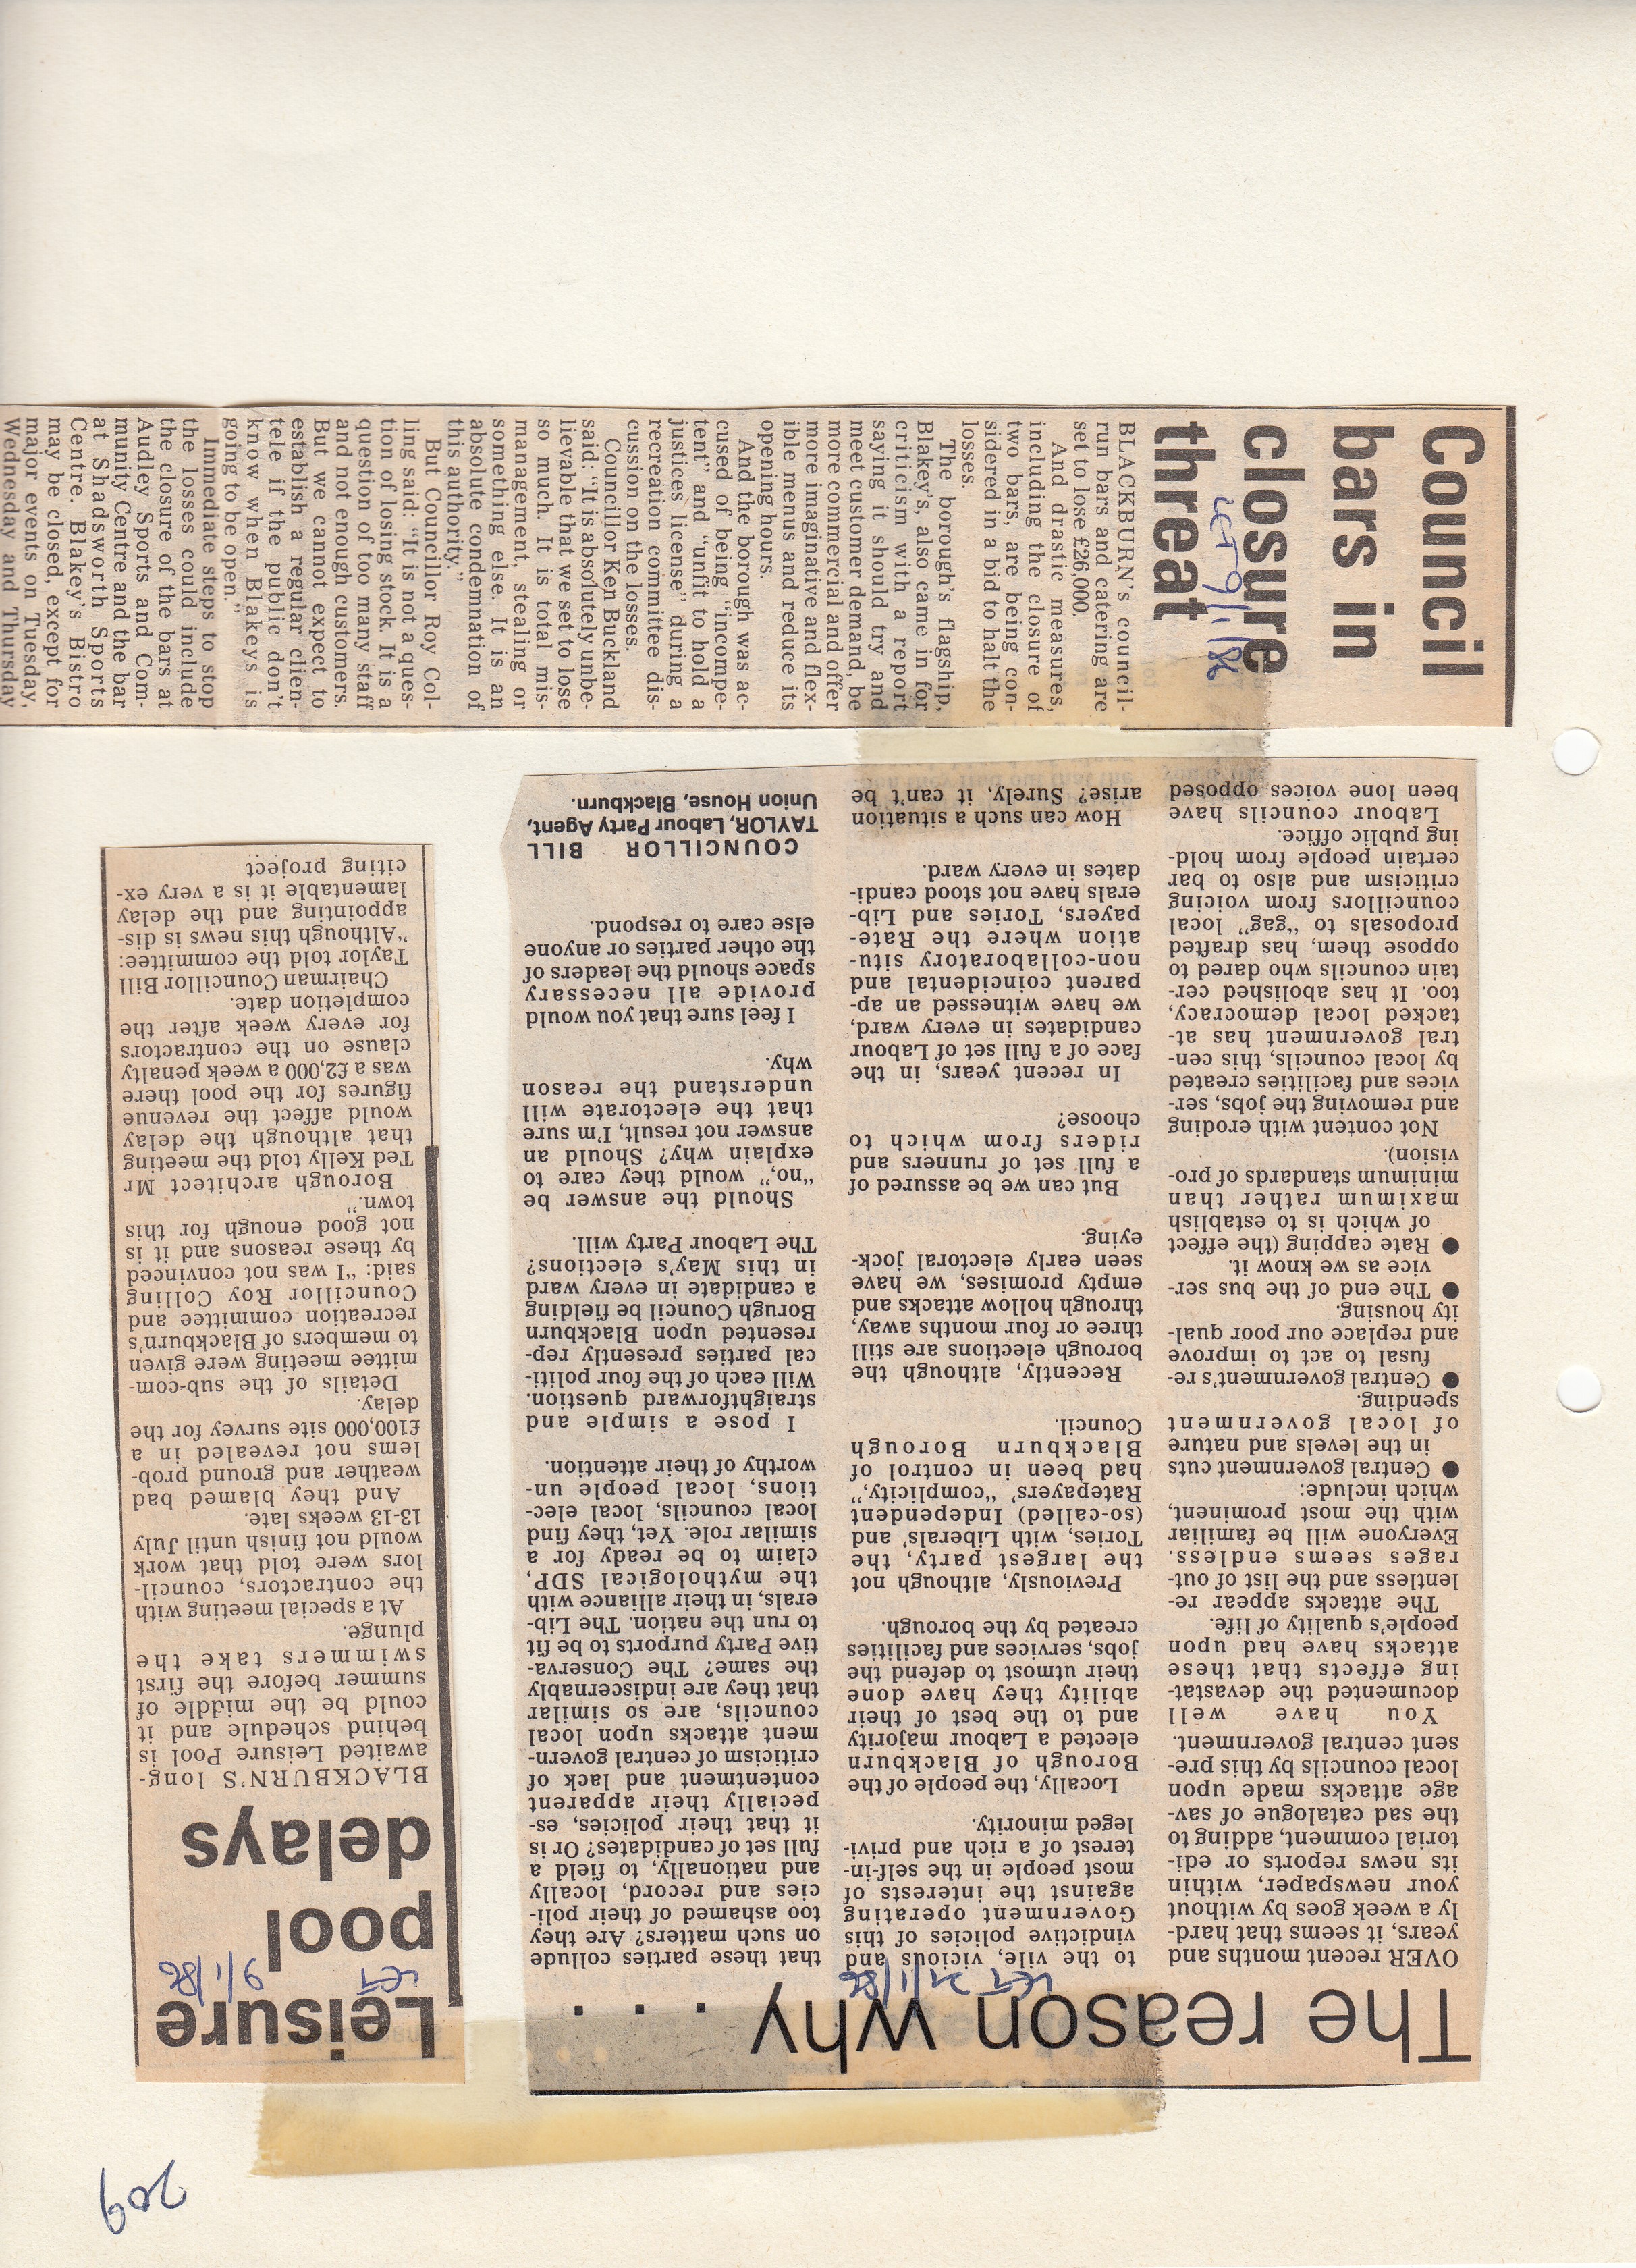 209
Leisure
pool
delays
LET 9/1/86
BLACKBURN'S long-
awaited Leisure Pool is
behind schedule and it
could be the middle of
summer before the first
swimmers take the
plunge.
At a special meeting with
the contractors, council-
lors were told that work
would not finish until July
13-13 weeks late.
And they blamed bad
weather and ground prob-
lems not revealed in a
£100,000 site survey for the
delay.
Details of the sub-com-
mittee meeting were given
to members of Blackburn's
recreation committee and
Councillor Roy Colling
said: "I was not convinced
by these reasons and it is
not good enough for this
town."
Borough architect Mr
Ted Kelly told the meeting
that although the delay
would affect the revenue
figures for the pool there
was a £2,000 a week penalty
clause on the contractors
for every week after the
completion date.
Chairman Councillor Bill
Taylor told the committee:
"Although this news is dis-
appointing and the delay
lamentable it is a very ex-
citing project
The reason why . . . .
LET 21/1/86
OVER recent months and
years, it seems that hard-
ly a week goes by without
your newspaper, within
its news reports or edi-
torial comment, adding to
the sad catalogue of sav-
age attacks made upon
local councils by this pre-
sent central government.
You have well
documented the devastat-
ing effects that these
attacks have had upon
people's quality of life.
The attacks appear re-
lentless and the list of out-
rages seems endless.
Everyone will be familiar
with the most prominent,
which include:
● Central government cuts
in the levels and nature
of local government
spending.
● Central government's re-
fusal to act to improve
and replace our poor qual-
ity housing.
● The end of the bus ser-
vice as we know it.
● Rate capping (the effect
of which is to establish
maximum rather than
minimum standards of pro-
vision).
Not content with eroding
and removing the jobs, ser-
vices and facilities created
by local councils, this cen-
tral government has at-
tacked local democracy,
too. It has abolished cer-
tain councils who dared to
oppose them, has drafted
proposals to "gag" local
councillors from voicing
criticism and also to bar
certain people from hold-
ing public office.
Labour councils have
been lone voices opposed
to the vile, vicious and
vindictive policies of this
Government operating
against the interests of
most people in the self-in-
terest of a rich and privi-
leged minority.
Locally, the people of the
Borough of Blackburn
elected a Labour majority
and to the best of their
ability they have done
their utmost to defend the
jobs, services and facilities
created by the borough.
Previously, although not
the largest party, the
Tories, with Liberals' and
(so-called) Independent
Ratepayers' "complicity,"
had been in control of
Blackburn Borough
Council.
Recently, although the
borough elections are still
three or four months away,
through hollow attacks and
empty promises, we have
seen early electoral jock-
eying.
But can we be assured of
a full set of runners and
riders from which to
choose?
In recent years, in the
face of a full set of Labour
candidates in every ward,
we have witnessed an ap-
parent coincidental and
non-collaboratory situ-
ation where the Rate-
payers, Tories and Lib-
erals have not stood candi-
dates in every ward.
How can such a situation
arise? Surely, it can't be
that these parties collude
on such matters? Are they
too ashamed of their poli-
cies and record, locally
and nationally, to field a
full set of candidates? Or is
it that their policies, es-
pecially their apparent
contentment and lack of
criticism of central govern-
ment attacks upon local
councils, are so similar
that they are indiscernably
the same? The Conserva-
tive Party purports to be fit
to run the nation. The Lib-
erals, in their alliance with
the mythological SDP,
claim to be ready for a
similar role. Yet, they find
local councils, local elec-
tions, local people un-
worthy of their attention.
I pose a simple and
straightforward question.
Will each of the four politi-
cal parties presently rep-
resented upon Blackburn
Borugh Council be fielding
a candidate in every ward
in this May's elections?
The Labour Party will.
Should the answer be
"no," would they care to
explain why? Should an
answer not result, I'm sure
that the electorate will
understand the reason
why.
I feel sure that you would
provide all necessary
space should the leaders of
the other parties or anyone
else care to respond.
COUNCILLOR BILL
TAYLOR, Labour Party Agent,
Union House, Blackburn.
Council
bars in
closure
threat
LET 9/1/86
BLACKBURN's council-
run bars and catering are
set to lose £26,000.
And drastic measures,
including the closure of
two bars, are being con-
sidered in a bid to halt the
losses.
The borough's flagship,
Blakey's, also came in for
criticism with a report
saying it should try and
meet customer demand, be
more commercial and offer
more imaginative and flex-
ible menus and reduce its
opening hours.
And the borough was ac-
cused of being "incompe-
tent" and "unfit to hold a
justices license" during a
recreation committee dis-
cussion on the losses.
Councillor Ken Buckland
said: "It is absolutely unbe-
lievable that we set to lose
so much. It is total mis-
management, stealing or
something else. It is an
absolute condemnation of
this authority."
But Councillor Roy Col-
ling said: "It is not a ques-
tion of losing stock. It is a
question of too many staff
and not enough customers.
But we cannot expect to
establish a regular clien-
tele if the public don't
know when Blakeys is
going to be open."
Immediate steps to stop
the losses could include
the closure of the bars at
Audley Sports and Com-
munity Centre and the bar
at Shadsworth Sports
Centre. Blakey's Bistro
may be closed, except for
major events on Tuesday,
Wednesday and Thursday